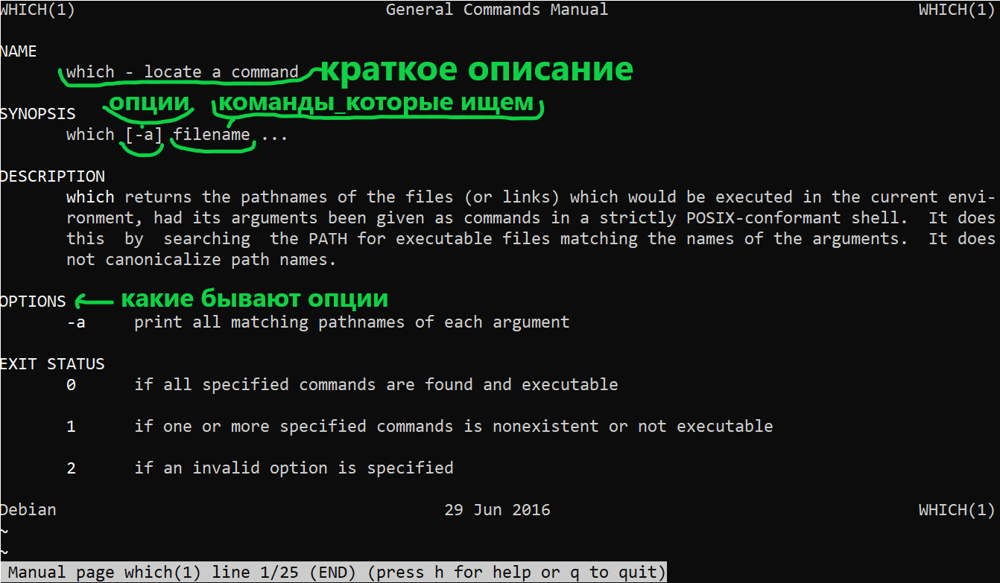 WHICH(1) General Commands Manual WHICH(1)
NAME
which - locate a command краткое описание
опции команды_которые ищем
SYNOPSIS
which [-a] filename ...
DESCRIPTION
which returns the pathnames of the files (or links) which would be executed in the current envi-
ronment, had its arguments been given as commands in a strictly POSIX-conformant shell.  It does
this  by  searching  the PATH for executable files matching the names of the arguments.  It does
not canonicalize path names.
OPTIONS какие бывают опции
-a print all matching pathnames of each argument
EXIT STATUS
0 if all specified commands are found and executable
1 if one or more specified commands is nonexistent or not executable
2 if an invalid option is specified
Debian 29 Jun 2016 WHICH(1)
~
~
Manual page which(1) line 1/25 (END) (press h for help or q to quit)